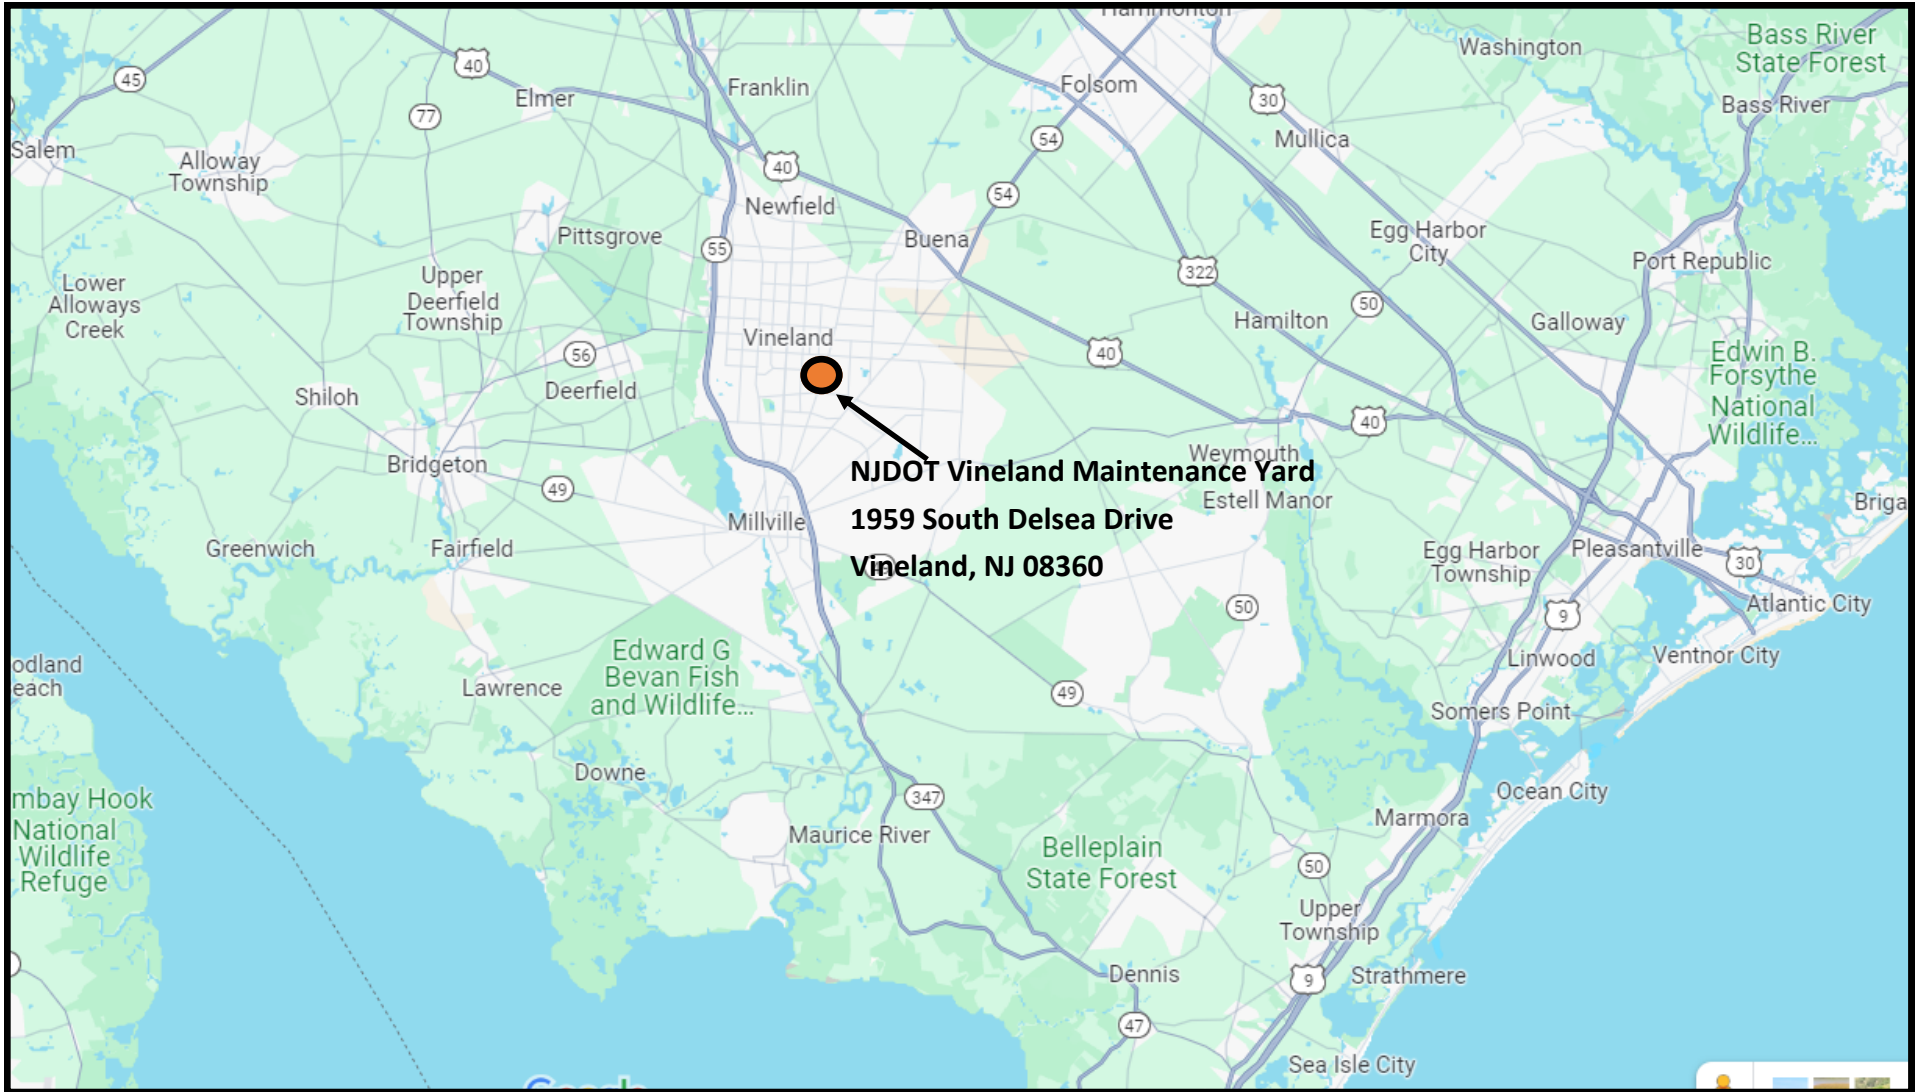 Hammonton
Washington
Bass River
State Forest
45
40
Franklin
Folsom
Elmer
30
Bass River
77
54
Mullica
Salem
Alloway
Township
40
54
Newfield
Pittsgrove
55
Buena
Egg Harbor
City
Port Republic
322
Lower
Alloways
Creek
Upper
Deerfield
Township
50
Hamilton
Galloway
Vineland
56
40
Edwin B.
Forsythe
National
Wildlife...
Shiloh
Deerfield
40
Bridgeton
Weymouth
NJDOT Vineland Maintenance Yard
1959 South Delsea Drive
Vineland, NJ 08360
49
Estell Manor
Briga
Millville
Greenwich
Fairfield
Egg Harbor
Township
Pleasantville
30
49
50
Atlantic City
9
odland
each
Edward G
Bevan Fish
and Wildlife...
Linwood
Ventnor City
Lawrence
49
Somers Point
Downe
mbay Hook
National
Wildlife
Refuge
347
Ocean City
Marmora
Maurice River
Belleplain
State Forest
50
Upper
Township
Dennis
9
Strathmere
47
Sea Isle City
Google